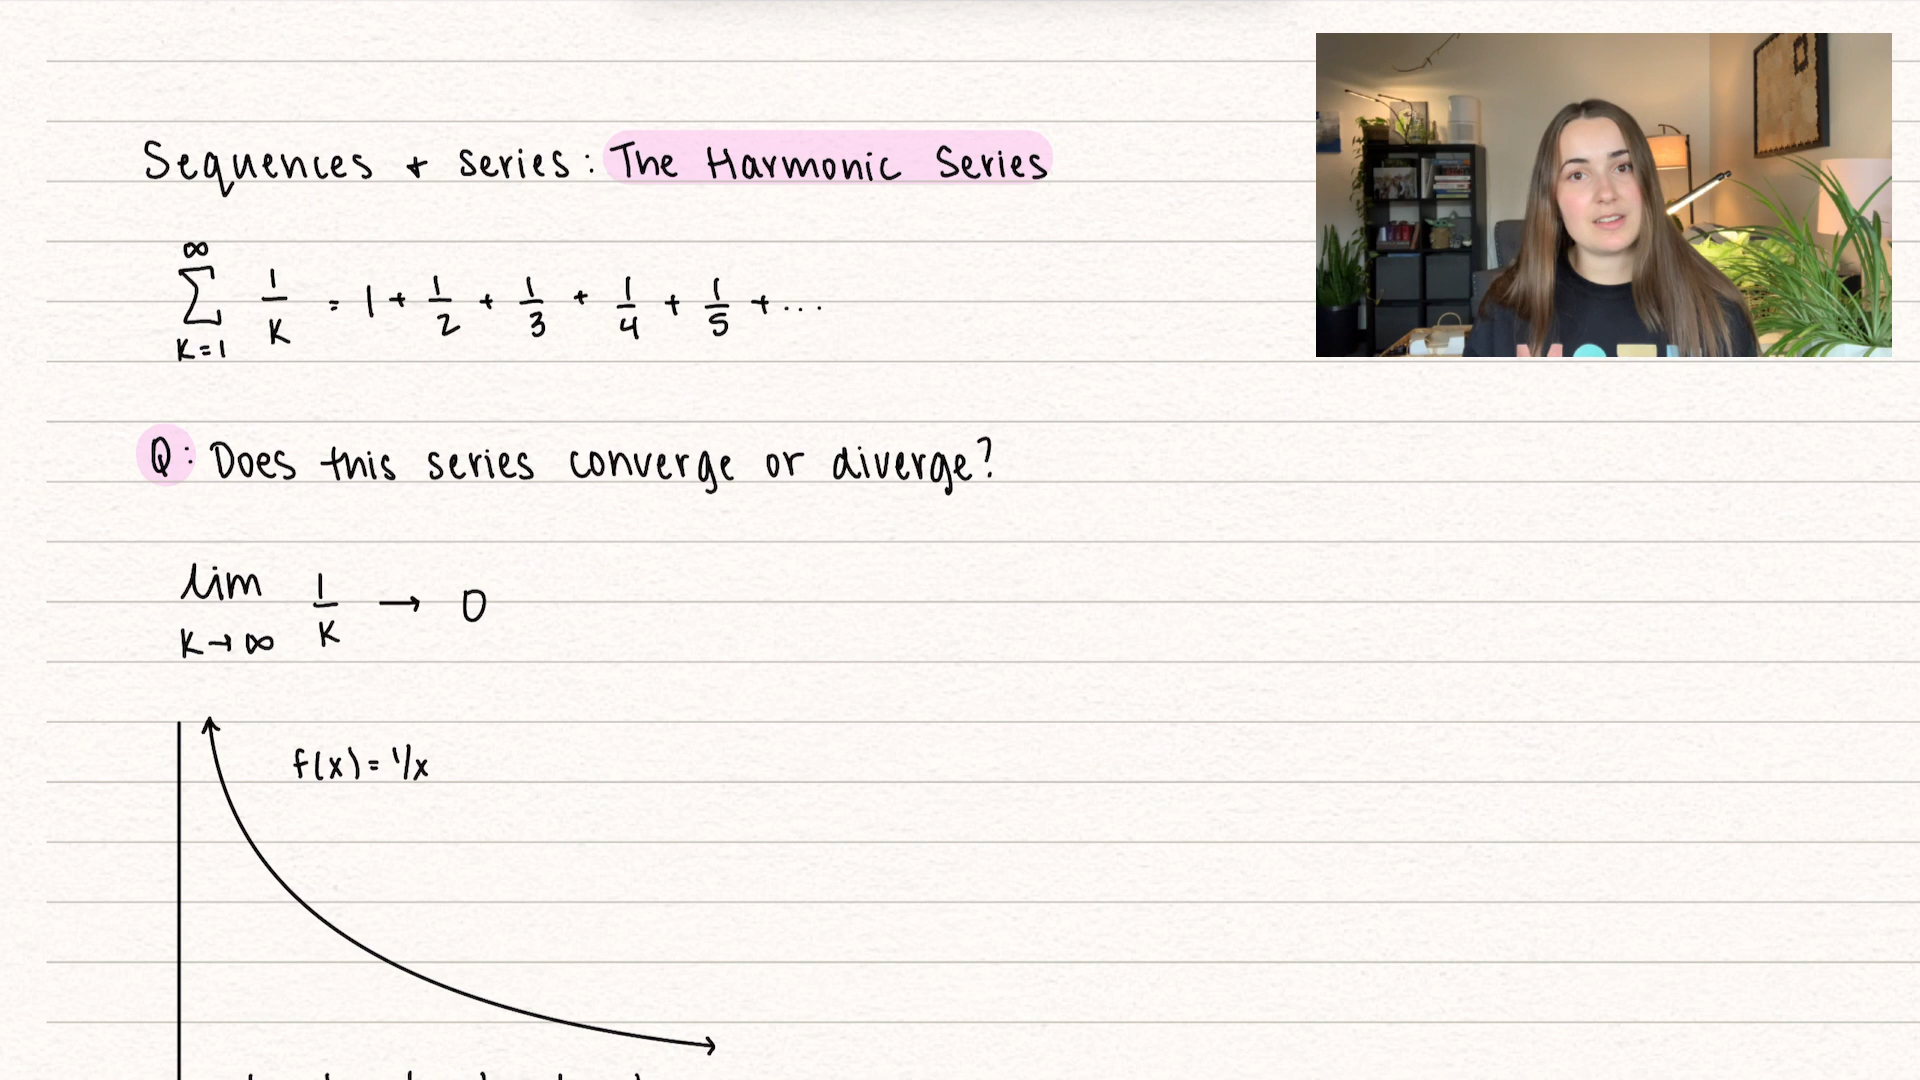 Sequences + series: The Harmonic Series
∞
∑ 1/K = 1 + 1/2 + 1/3 + 1/4 + 1/5 + ...
K=1
Q: Does this series converge or diverge?
lim 1/K → 0
K→∞
f(x) = 1/x